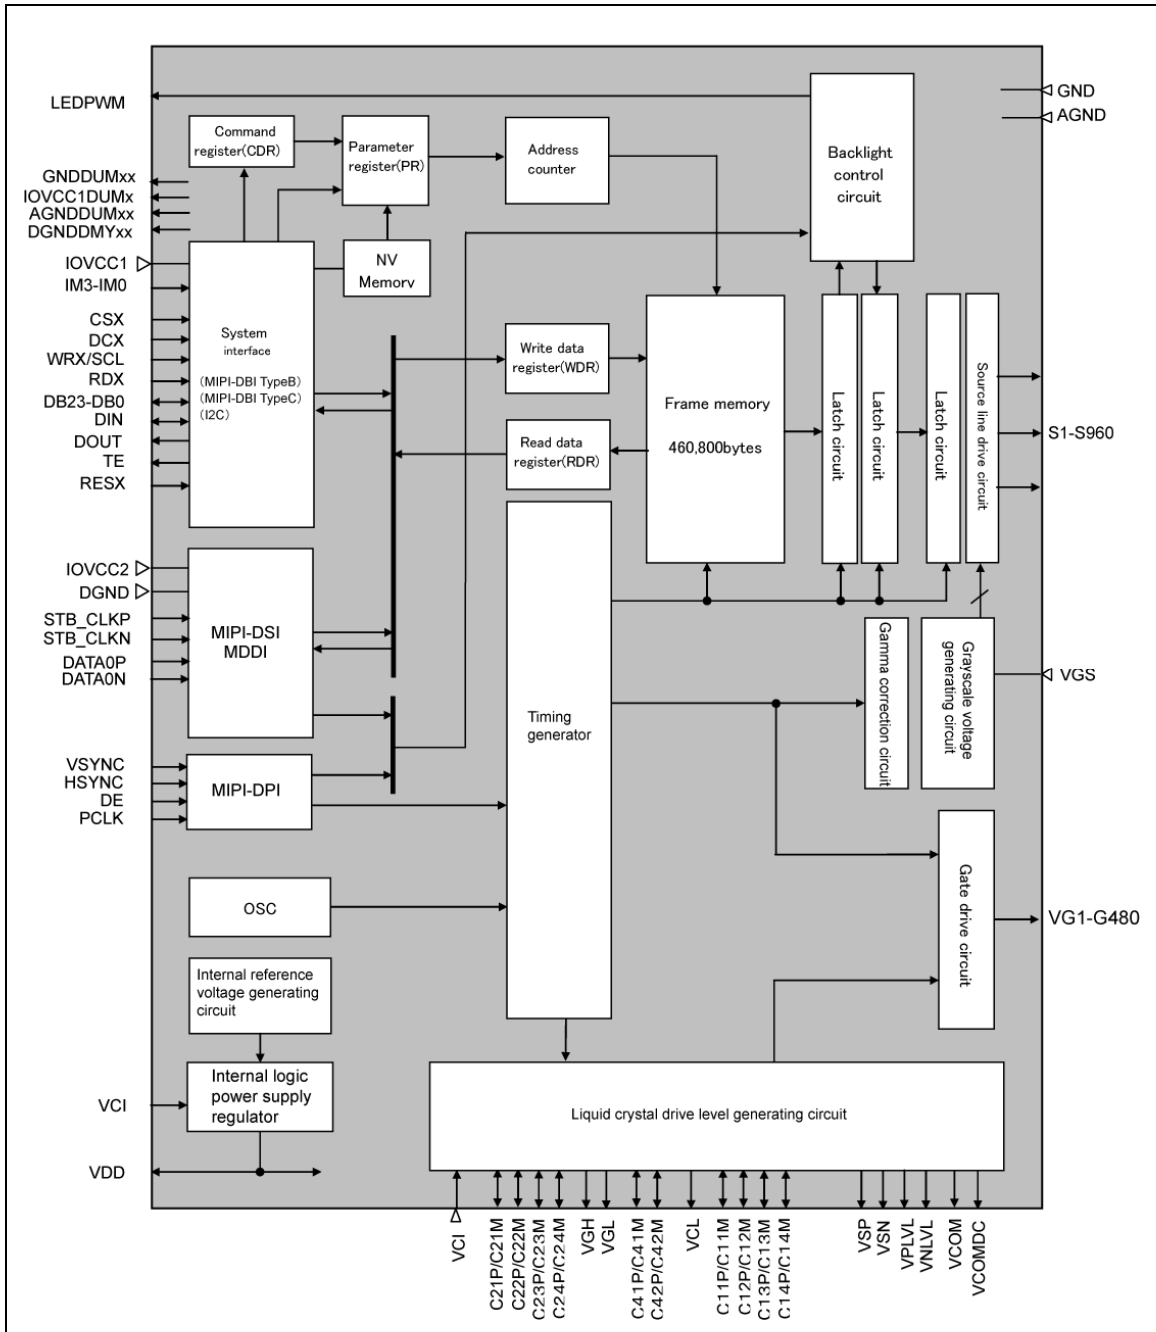 LEDPWM
GNDDUMxx
IOVCC1DUMx
AGNDDUMxx
DGNDDMYxx
IOVCC1
IM3-IM0
CSX
DCX
WRX/SCL
RDX
DB23-DB0
DIN
DOUT
TE
RESX
IOVCC2
DGND
STB_CLKP
STB_CLKN
DATA0P
DATA0N
VSYNC
HSYNC
DE
PCLK
VCI
VDD
Command
register(CDR)
Parameter
register(PR)
Address
counter
Backlight
control
circuit
GND
AGND
NV
Memory
System
interface
(MIPI-DBI TypeB)
(MIPI-DBI TypeC)
(I2C)
Write data
register(WDR)
Read data
register(RDR)
Frame memory
460,800bytes
Latch circuit
Latch circuit
Latch circuit
Source line drive circuit
S1-S960
MIPI-DSI
MDDI
MIPI-DPI
Timing
generator
Gamma correction circuit
Grayscale voltage
generating circuit
VGS
OSC
Gate drive circuit
VG1-G480
Internal reference
voltage generating
circuit
Internal logic
power supply
regulator
Liquid crystal drive level generating circuit
VCI
C21P/C21M
C22P/C22M
C23P/C23M
C24P/C24M
VGH
VGL
C41P/C41M
C42P/C42M
VCL
C11P/C11M
C12P/C12M
C13P/C13M
C14P/C14M
VSP
VSN
VPLVL
VNLVL
VCOM
VCOMDC